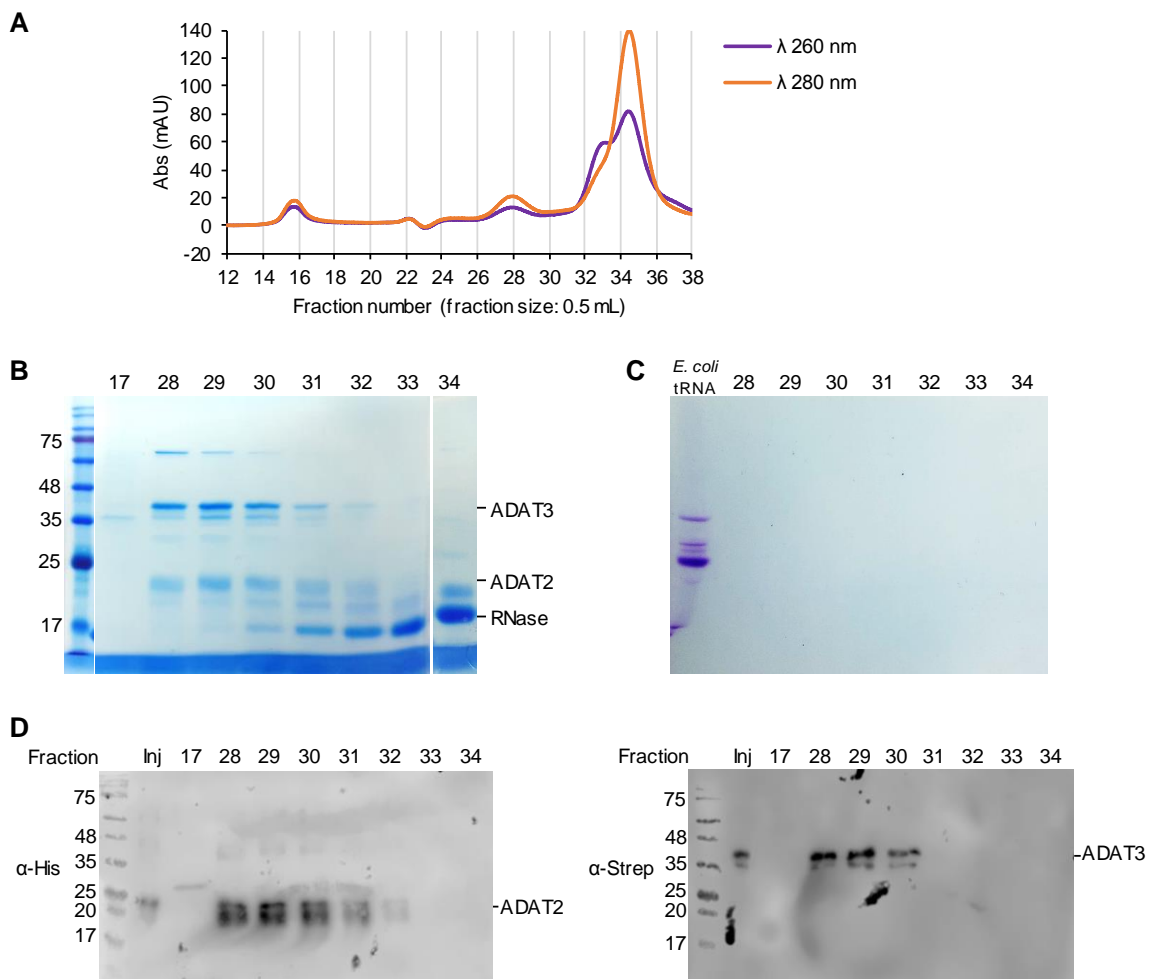 A
λ 260 nm
λ 280 nm
140
120
100
80
60
40
20
0
-20
Abs (mAU)
12 14 16 18 20 22 24 26 28 30 32 34 36 38
Fraction number (fraction size: 0.5 mL)
B
17 28 29 30 31 32 33 34
75
48
35
25
17
ADAT3
ADAT2
RNase
C
E. coli
tRNA 28 29 30 31 32 33 34
D
Fraction Inj 17 28 29 30 31 32 33 34
75
48
35
25
20
17
α-His
ADAT2
Fraction Inj 17 28 29 30 31 32 33 34
75
48
35
25
20
17
α-Strep
ADAT3